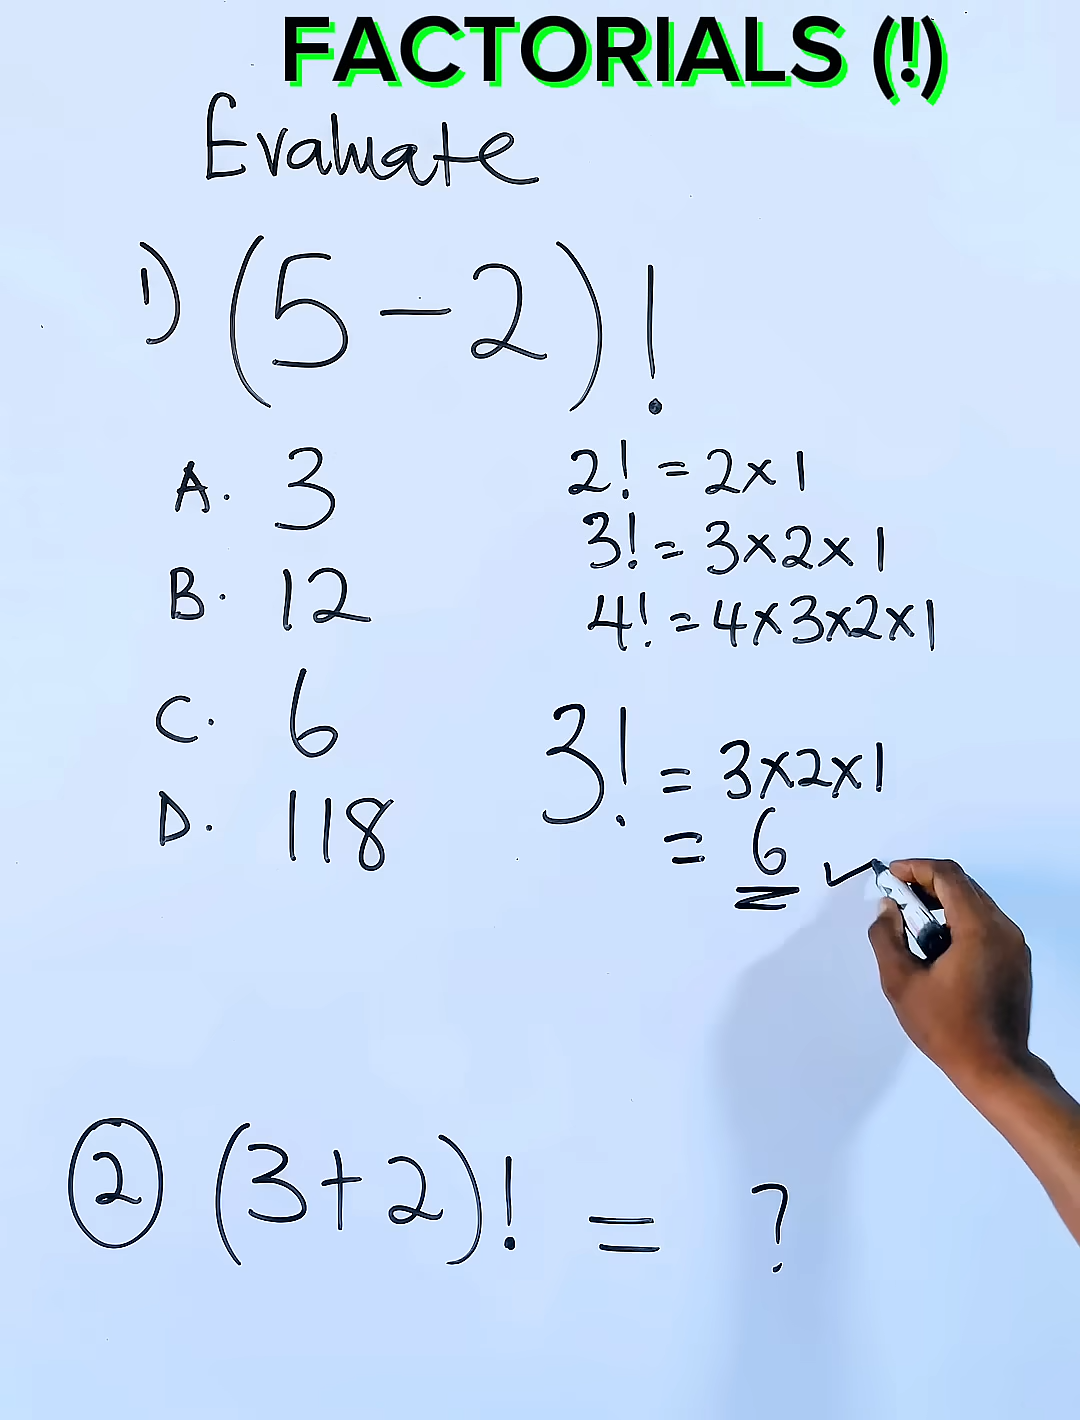 FACTORIALS (!)
Evaluate
1) (5-2)!
A. 3
B. 12
C. 6
D. 118
2! = 2x1
3! = 3x2x1
4! = 4x3x2x1
3! = 3x2x1
= 6 ✓
② (3+2)! = ?